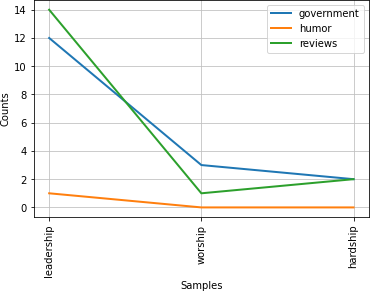 14
12
10
8
6
4
2
0
Counts
government
humor
reviews
leadership
worship
hardship
Samples